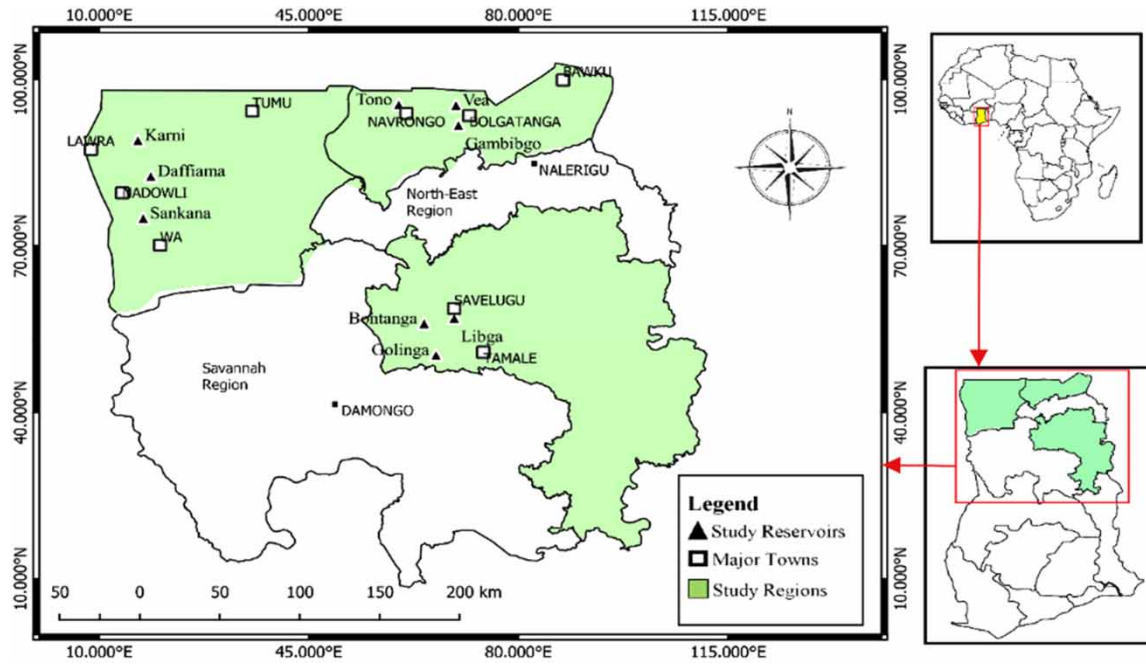 10.000°N 45.000°N 80.000°N 115.000°N
100.000°N
70.000°N
40.000°N
10.000°N
100.000°N
70.000°N
40.000°N
10.000°N
BAWKU
TUMU
Tono
Vea
NAVRONGO
BOLGATANGA
LAWRA
Karni
Gambibgo
NALERIGU
Daffiama
NADOWLI
North-East
Region
Sankana
WA
N
SAVELUGU
Bontanga
Libga
Golinga
TAMALE
Savannah
Region
DAMONGO
Legend
Study Reservoirs
Major Towns
Study Regions
50 0 50 100 150 200 km
10.000°E 45.000°E 80.000°E 115.000°E